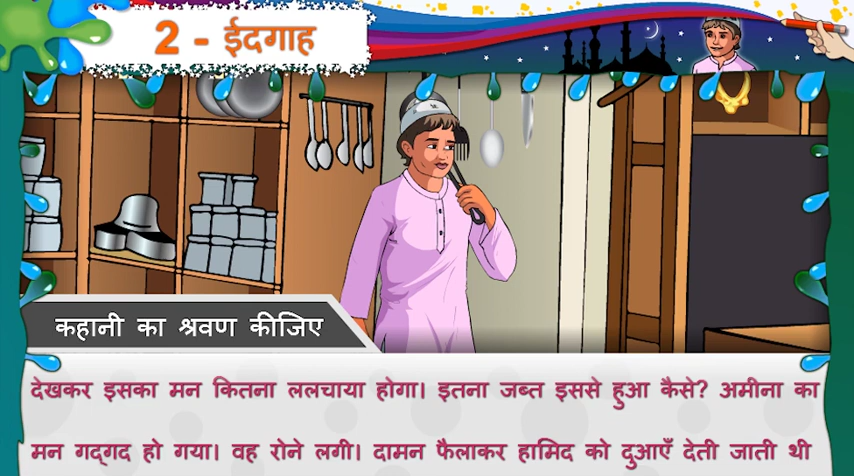 2 - ईदगाह
कहानी का श्रवण कीजिए
देखकर इसका मन कितना ललचाया होगा। इतना जब्त इससे हुआ कैसे? अमीना का
मन गद्‌गद हो गया। वह रोने लगी। दामन फैलाकर हामिद को दुआएँ देती जाती थी